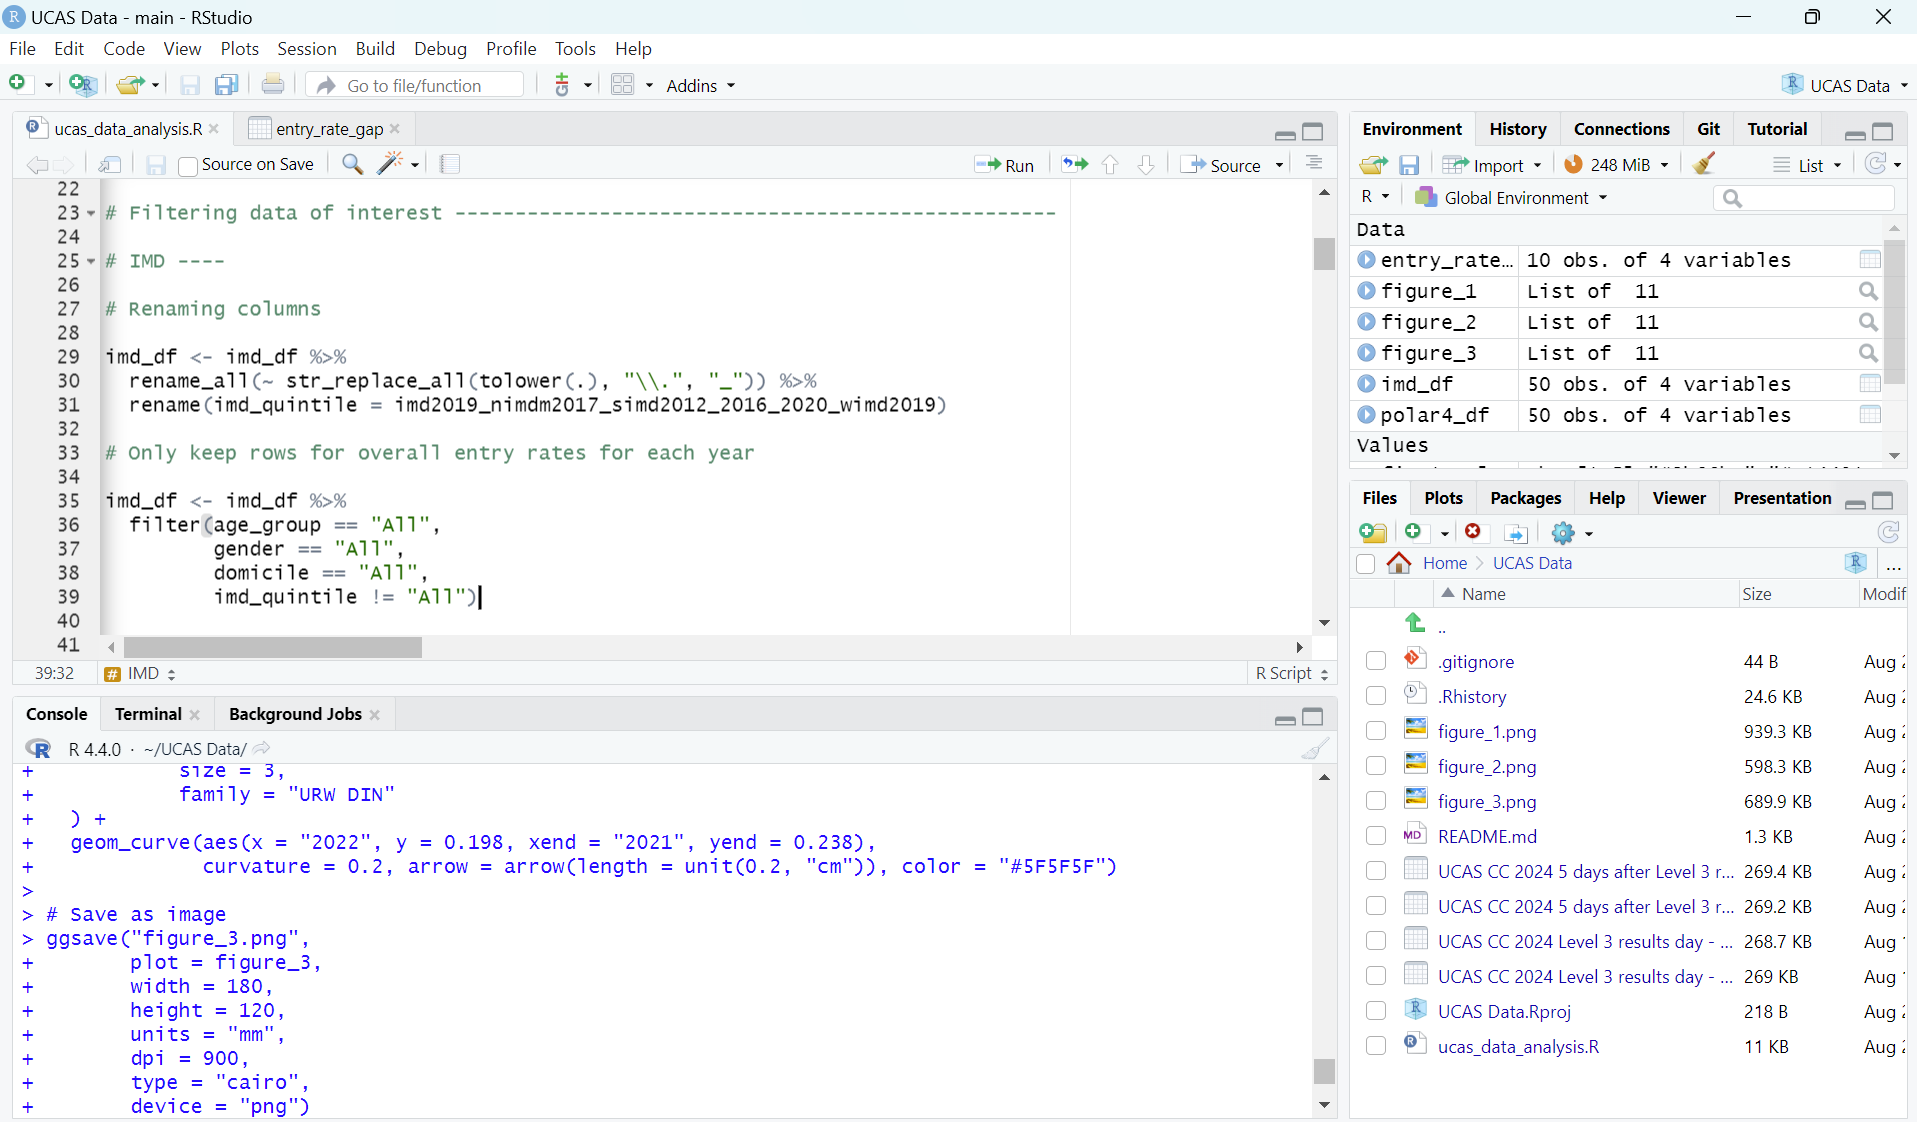 UCAS Data - main - RStudio
File Edit Code View Plots Session Build Debug Profile Tools Help
Go to file/function Addins UCAS Data
ucas_data_analysis.R entry_rate_gap
Source on Save Run Source
22
23 # Filtering data of interest --------------------------------------------------
24
25 # IMD ----
26
27 # Renaming columns
28
29 imd_df <- imd_df %>%
30 rename_all(~ str_replace_all(tolower(.), "\\.", "_")) %>%
31 rename(imd_quintile = imd2019_nimdm2017_simd2012_2016_2020_wimd2019)
32
33 # Only keep rows for overall entry rates for each year
34
35 imd_df <- imd_df %>%
36 filter(age_group == "All",
37 gender == "All",
38 domicile == "All",
39 imd_quintile != "All")
40
41
39:32 # IMD R Script
Console Terminal Background Jobs
R 4.4.0 · ~/UCAS Data/
+ size = 3,
+ family = "URW DIN"
+ ) +
+ geom_curve(aes(x = "2022", y = 0.198, xend = "2021", yend = 0.238),
+ curvature = 0.2, arrow = arrow(length = unit(0.2, "cm")), color = "#5F5F5F")
>
> # Save as image
> ggsave("figure_3.png",
+ plot = figure_3,
+ width = 180,
+ height = 120,
+ units = "mm",
+ dpi = 900,
+ type = "cairo",
+ device = "png")
Environment History Connections Git Tutorial
Import 248 MiB List
R Global Environment
Data
entry_rate... 10 obs. of 4 variables
figure_1 List of 11
figure_2 List of 11
figure_3 List of 11
imd_df 50 obs. of 4 variables
polar4_df 50 obs. of 4 variables
Values
Files Plots Packages Help Viewer Presentation
Home UCAS Data ...
Name Size Modif
..
.gitignore 44 B Aug
.Rhistory 24.6 KB Aug
figure_1.png 939.3 KB Aug
figure_2.png 598.3 KB Aug
figure_3.png 689.9 KB Aug
MD README.md 1.3 KB Aug
UCAS CC 2024 5 days after Level 3 r... 269.4 KB Aug
UCAS CC 2024 5 days after Level 3 r... 269.2 KB Aug
UCAS CC 2024 Level 3 results day - ... 268.7 KB Aug
UCAS CC 2024 Level 3 results day - ... 269 KB Aug
UCAS Data.Rproj 218 B Aug
ucas_data_analysis.R 11 KB Aug